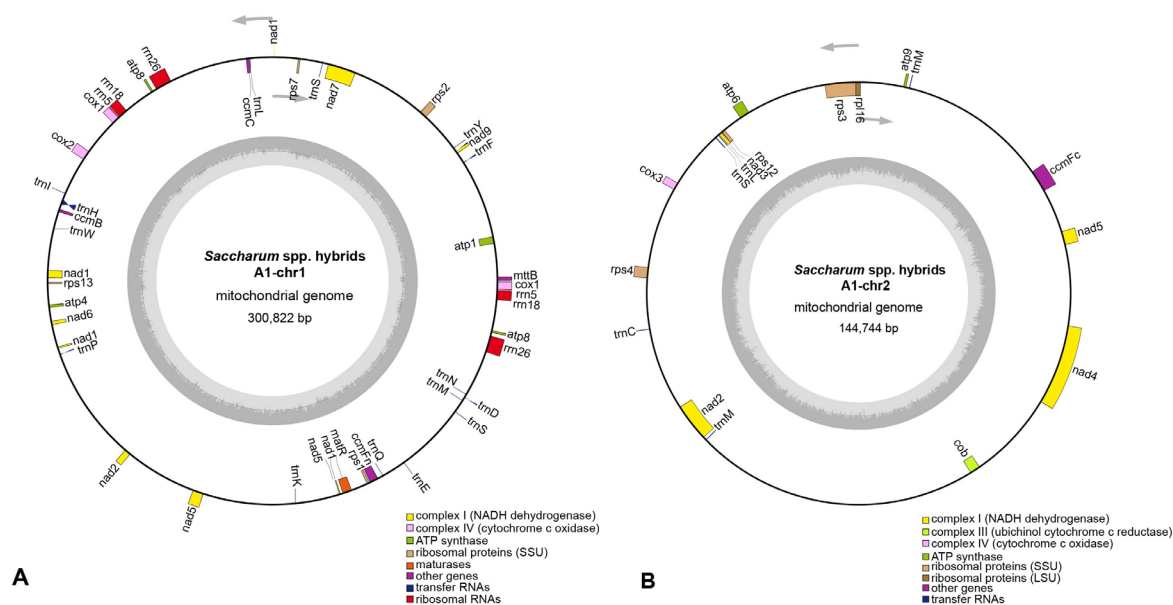 nad1
rps7
trnS
nad7
rps2
trnY
nad9
trnF
atp1
mttB
cox1
rrn5
rrn18
atp8
rrn26
trnN
trnM
trnD
trnS
trnQ
trnE
ccmFn
rps1
matR
nad1
nad5
trnK
nad5
nad2
trnP
nad1
nad6
atp4
rps13
nad1
trnW
ccmB
trnH
trnI
cox2
cox1
rrn5
rrn18
atp8
rrn26
ccmC
trnL
Saccharum spp. hybrids
A1-chr1
mitochondrial genome
300,822 bp
complex I (NADH dehydrogenase)
complex IV (cytochrome c oxidase)
ATP synthase
ribosomal proteins (SSU)
maturases
other genes
transfer RNAs
ribosomal RNAs
A
atp9
trnM
rps3
rpl16
ccmFc
nad5
nad4
cob
trnM
nad2
trnC
rps4
cox3
atp6
rps12
nad3
trnL
trnS
Saccharum spp. hybrids
A1-chr2
mitochondrial genome
144,744 bp
complex I (NADH dehydrogenase)
complex III (ubichinol cytochrome c reductase)
complex IV (cytochrome c oxidase)
ATP synthase
ribosomal proteins (SSU)
ribosomal proteins (LSU)
other genes
transfer RNAs
B